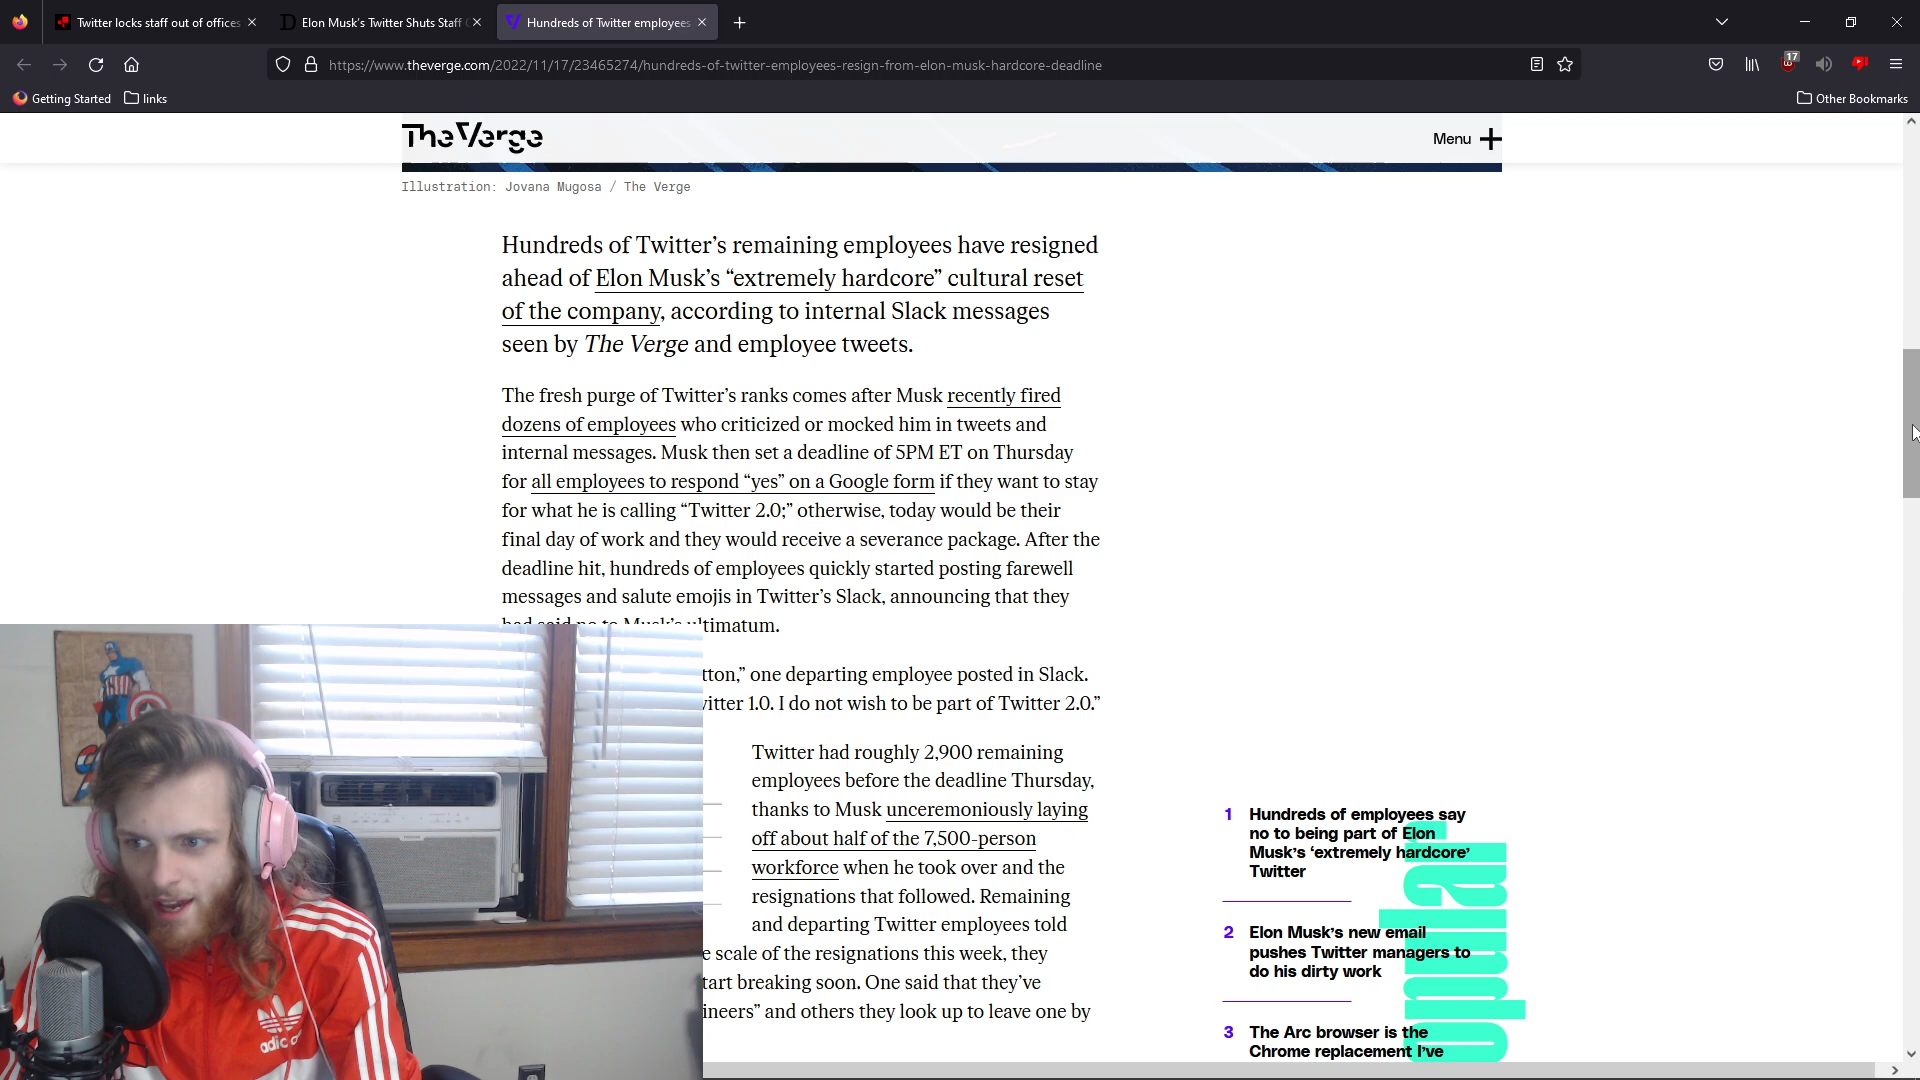 Twitter locks staff out of offices
Elon Musk's Twitter Shuts Staff
Hundreds of Twitter employees
https://www.theverge.com/2022/11/17/23465274/hundreds-of-twitter-employees-resign-from-elon-musk-hardcore-deadline
17
Getting Started
links
Other Bookmarks
The Verge
Menu
Illustration: Jovana Mugosa / The Verge
Hundreds of Twitter’s remaining employees have resigned
ahead of Elon Musk’s “extremely hardcore” cultural reset
of the company, according to internal Slack messages
seen by The Verge and employee tweets.
The fresh purge of Twitter’s ranks comes after Musk recently fired
dozens of employees who criticized or mocked him in tweets and
internal messages. Musk then set a deadline of 5PM ET on Thursday
for all employees to respond “yes” on a Google form if they want to stay
for what he is calling “Twitter 2.0;” otherwise, today would be their
final day of work and they would receive a severance package. After the
deadline hit, hundreds of employees quickly started posting farewell
messages and salute emojis in Twitter’s Slack, announcing that they
had said no to Musk’s ultimatum.
tton,” one departing employee posted in Slack.
vitter 1.0. I do not wish to be part of Twitter 2.0.”
Twitter had roughly 2,900 remaining
employees before the deadline Thursday,
thanks to Musk unceremoniously laying
off about half of the 7,500-person
workforce when he took over and the
resignations that followed. Remaining
and departing Twitter employees told
e scale of the resignations this week, they
tart breaking soon. One said that they’ve
ineers” and others they look up to leave one by
1 Hundreds of employees say
no to being part of Elon
Musk’s ‘extremely hardcore’
Twitter
2 Elon Musk’s new email
pushes Twitter managers to
do his dirty work
3 The Arc browser is the
Chrome replacement I’ve